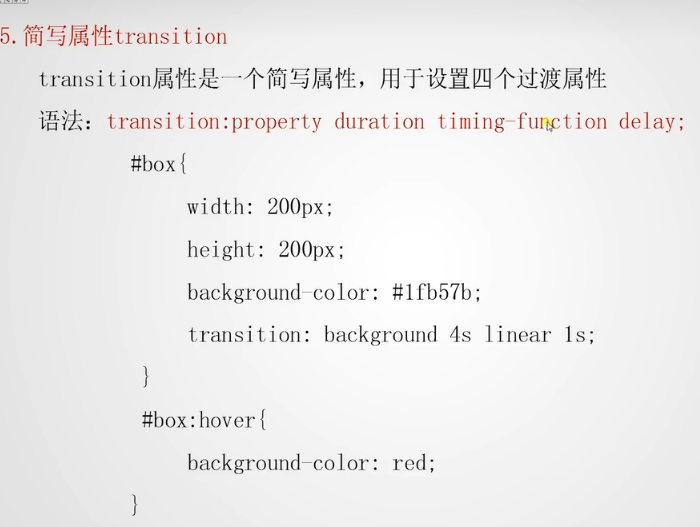 5.简写属性transition
transition属性是一个简写属性，用于设置四个过渡属性
语法：transition:property duration timing-function delay;
#box{
width: 200px;
height: 200px;
background-color: #1fb57b;
transition: background 4s linear 1s;
}
#box:hover{
background-color: red;
}